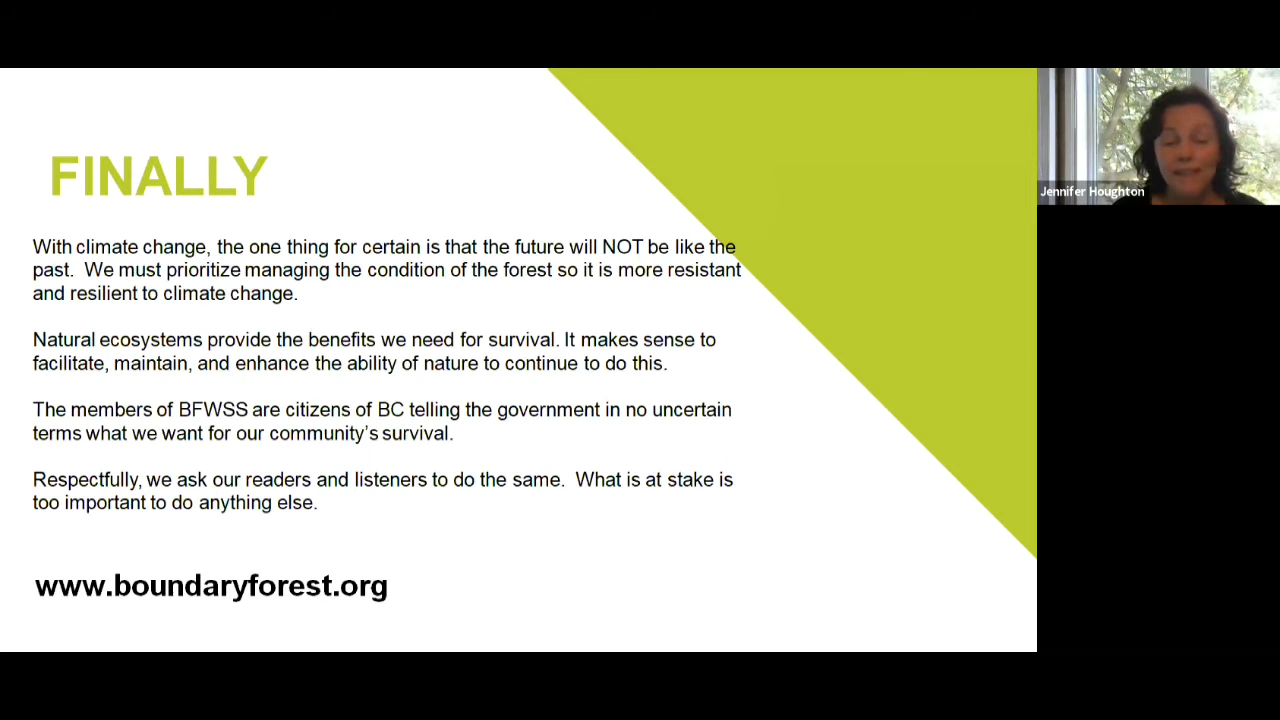 FINALLY
With climate change, the one thing for certain is that the future will NOT be like the
past.  We must prioritize managing the condition of the forest so it is more resistant
and resilient to climate change.
Natural ecosystems provide the benefits we need for survival. It makes sense to
facilitate, maintain, and enhance the ability of nature to continue to do this.
The members of BFWSS are citizens of BC telling the government in no uncertain
terms what we want for our community’s survival.
Respectfully, we ask our readers and listeners to do the same.  What is at stake is
too important to do anything else.
www.boundaryforest.org
Jennifer Houghton